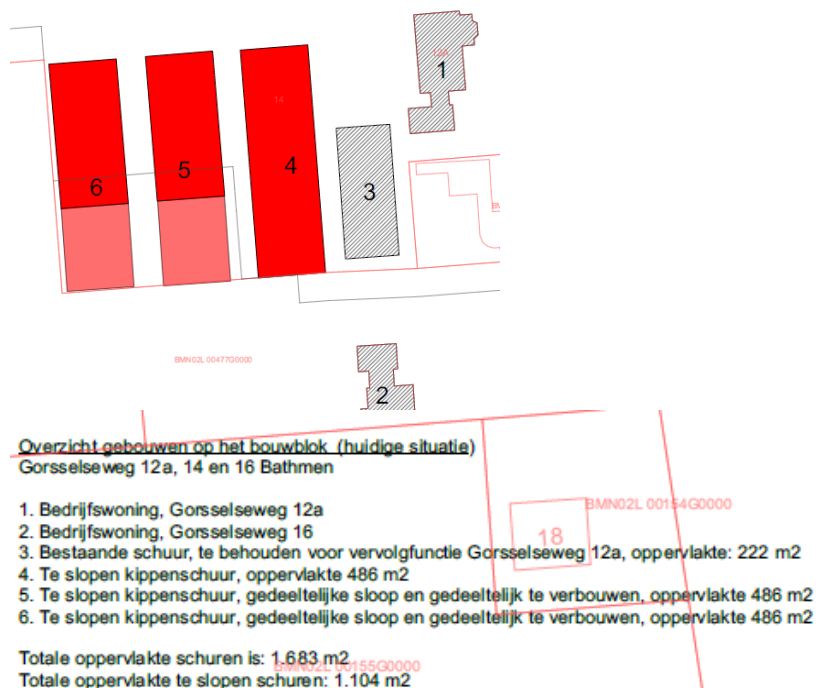 12A
1
14
4
5
6
3
BM
BMN02L 00477G0000
2
Overzicht gebouwen op het bouwblok (huidige situatie)
Gorsselseweg 12a, 14 en 16 Bathmen
1. Bedrijfswoning, Gorsselseweg 12a
BMN02L 00154G0000
2. Bedrijfswoning, Gorsselseweg 16
18
3. Bestaande schuur, te behouden voor vervolgfunctie Gorsselseweg 12a, oppervlakte: 222 m2
4. Te slopen kippenschuur, oppervlakte 486 m2
5. Te slopen kippenschuur, gedeeltelijke sloop en gedeeltelijk te verbouwen, oppervlakte 486 m2
6. Te slopen kippenschuur, gedeeltelijke sloop en gedeeltelijk te verbouwen, oppervlakte 486 m2
Totale oppervlakte schuren is: 1.683 m2
BMN02L 00155G0000
Totale oppervlakte te slopen schuren: 1.104 m2